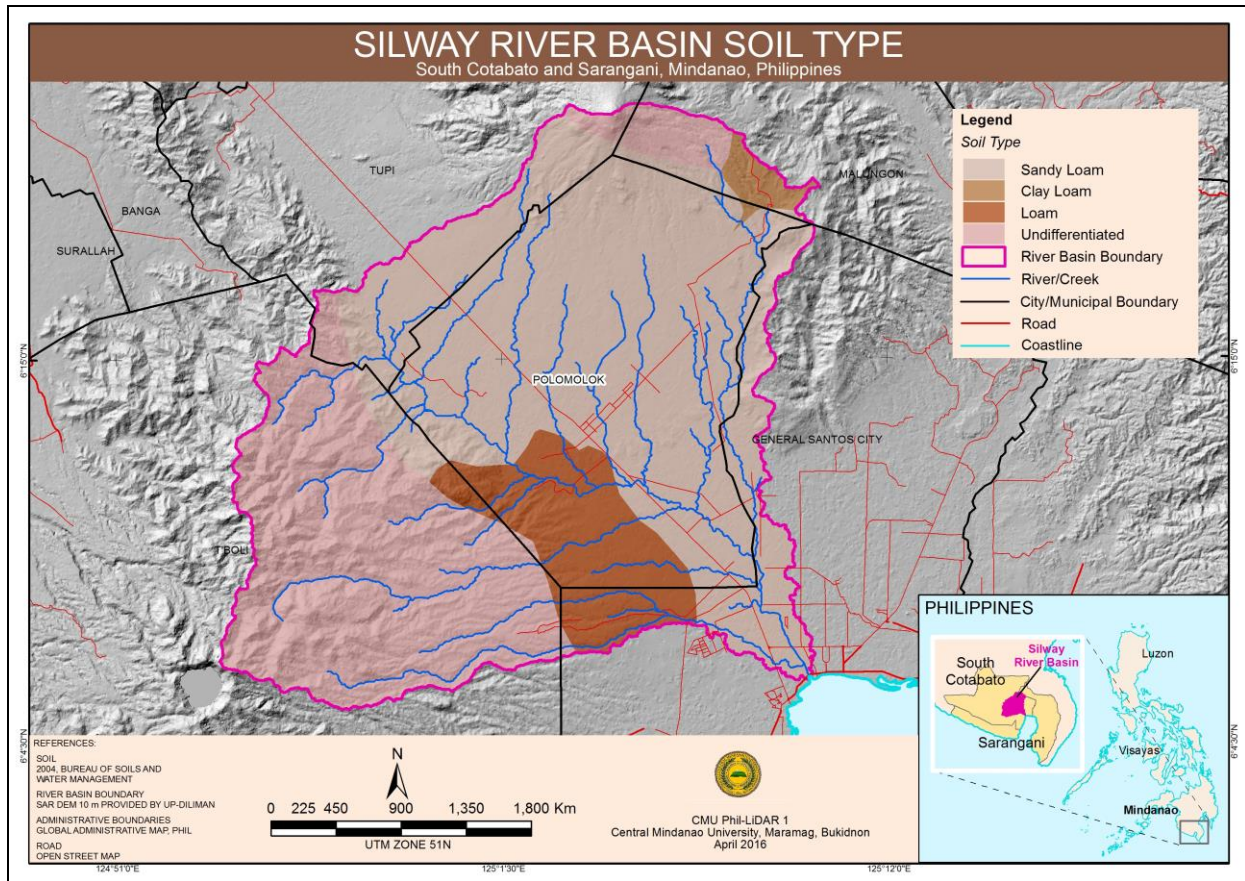 SILWAY RIVER BASIN SOIL TYPE
South Cotabato and Sarangani, Mindanao, Philippines
Legend
Soil Type
Sandy Loam
Clay Loam
Loam
Undifferentiated
River Basin Boundary
River/Creek
City/Municipal Boundary
Road
Coastline
TUPI
MALUNGON
BANGA
SURALLAH
POLOMOLOK
GENERAL SANTOS CITY
T'BOLI
6°15'0"N
6°15'0"N
6°4'30"N
6°4'30"N
PHILIPPINES
Luzon
Silway
River Basin
South
Cotabato
Sarangani
Visayas
Mindanao
REFERENCES:
SOIL
2004, BUREAU OF SOILS AND
WATER MANAGEMENT
RIVER BASIN BOUNDARY
SAR DEM 10 m PROVIDED BY UP-DILIMAN
ADMINISTRATIVE BOUNDARIES
GLOBAL ADMINISTRATIVE MAP, PHIL
ROAD
OPEN STREET MAP
N
0 225 450 900 1,350 1,800 Km
UTM ZONE 51N
CMU Phil-LiDAR 1
Central Mindanao University, Maramag, Bukidnon
April 2016
124°51'0"E
125°1'30"E
125°12'0"E